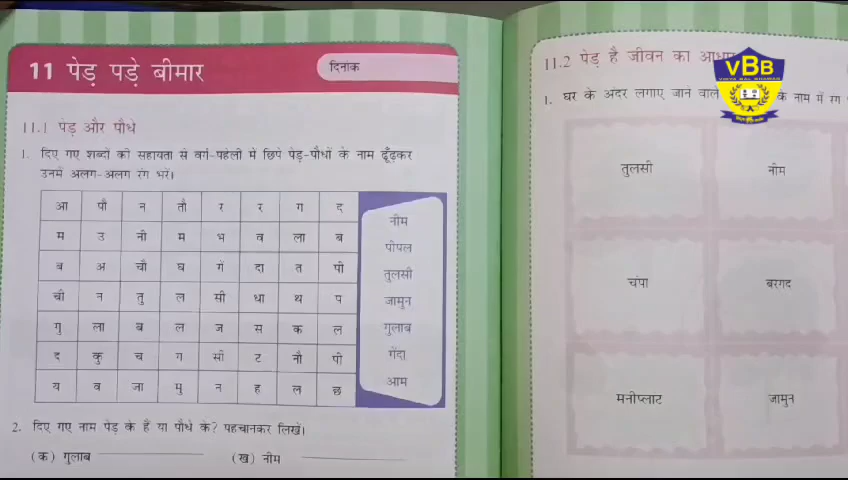 11 पेड़ पड़े बीमार
दिनांक
11.1 पेड़ और पौधे
1. दिए गए शब्दों की सहायता से वर्ग-पहेली में छिपे पेड़-पौधों के नाम ढूँढ़कर
उनमें अलग-अलग रंग भरें।
आ पी न तौ र र ग द
म उ नी म भ व ला ब
ब अ चौ घ गें दा त पी
ची न तु ल सी धा थ प
गु ला ब ल ज स क ल
द कु च ग सी ट नौ पी
य व जा मु न ह ल छ
नीम
पीपल
तुलसी
जामुन
गुलाब
गेंदा
आम
2. दिए गए नाम पेड़ के हैं या पौधे के? पहचानकर लिखें।
(क) गुलाब (ख) नीम
11.2 पेड़ है जीवन का
VBB
1. घर के अंदर लगाए जाने वाले के नाम में रंग
तुलसी नीम
चंपा बरगद
मनीप्लाट जामुन